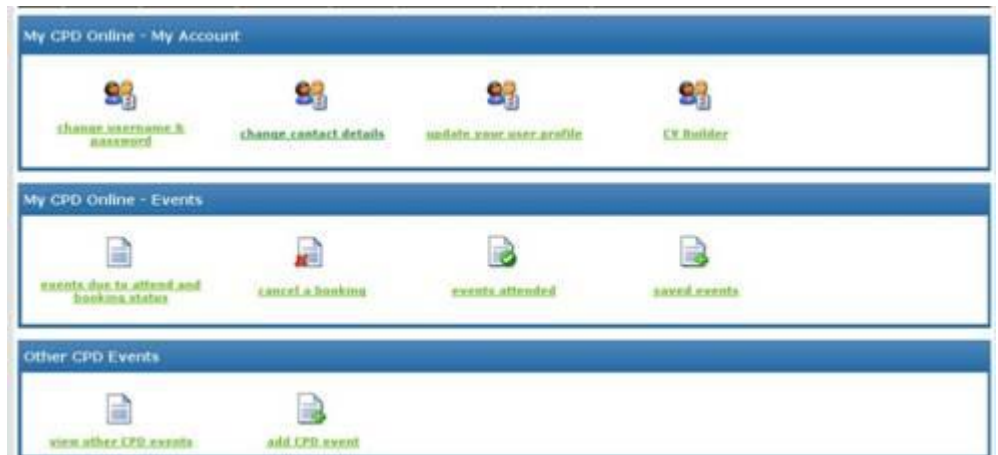 My CPD Online - My Account
change username &
password
change contact details
update your user profile
CV Builder
My CPD Online - Events
events due to attend and
booking status
cancel a booking
events attended
saved events
Other CPD Events
view other CPD events
add CPD event